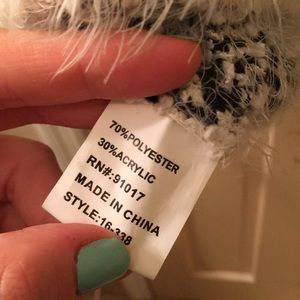 70%POLYESTER
30%ACRYLIC
RN#:91017
MADE IN CHINA
STYLE:16-338